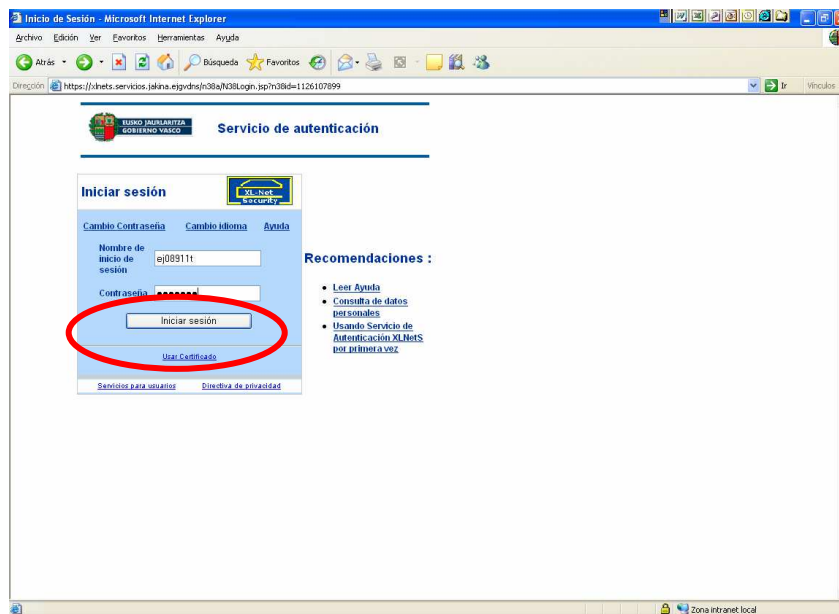 Inicio de Sesión - Microsoft Internet Explorer
Archivo Edición Ver Favoritos Herramientas Ayuda
Atrás Búsqueda Favoritos
Dirección https://xlnets.servicios.jakina.ejgvdns/n38a/N38Login.jsp?n38id=1126107899 Ir Vínculos
EUSKO JAURLARITZA
GOBIERNO VASCO
Servicio de autenticación
Iniciar sesión
XL-Net
Security
Cambio Contraseña Cambio idioma Ayuda
Nombre de
inicio de
sesión
ej08911t
Contraseña
Iniciar sesión
Usar Certificado
Servicios para usuarios Directiva de privacidad
Recomendaciones :
Leer Ayuda
Consulta de datos
personales
Usando Servicio de
Autenticación XLNetS
por primera vez
Zona intranet local